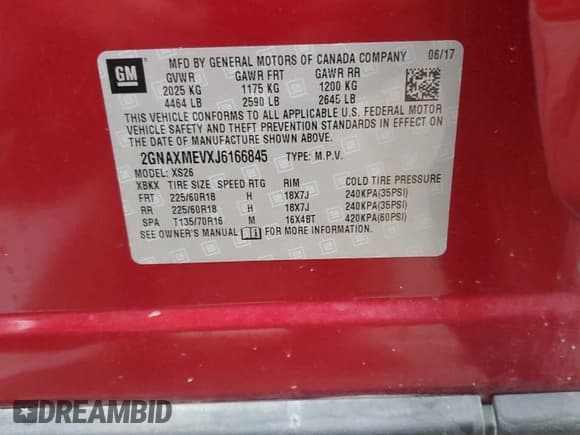 GM
MFD BY GENERAL MOTORS OF CANADA COMPANY 06/17
GVWR GAWR FRT GAWR RR
2025 KG 1175 KG 1200 KG
4464 LB 2590 LB 2645 LB
THIS VEHICLE CONFORMS TO ALL APPLICABLE U.S. FEDERAL MOTOR
VEHICLE SAFETY AND THEFT PREVENTION STANDARDS IN EFFECT ON
THE DATE OF MANUFACTURE SHOWN ABOVE.
2GNAXMEVXJ6166845 TYPE: M.P.V.
MODEL: XS26
XBKX TIRE SIZE SPEED RTG RIM COLD TIRE PRESSURE
FRT 225/60R18 H 18X7J 240KPA(35PSI)
RR 225/60R18 H 18X7J 240KPA(35PSI)
SPA T135/70R16 M 16X4BT 420KPA(60PSI)
SEE OWNER'S MANUAL FOR MORE INFORMATION.
DREAMBID